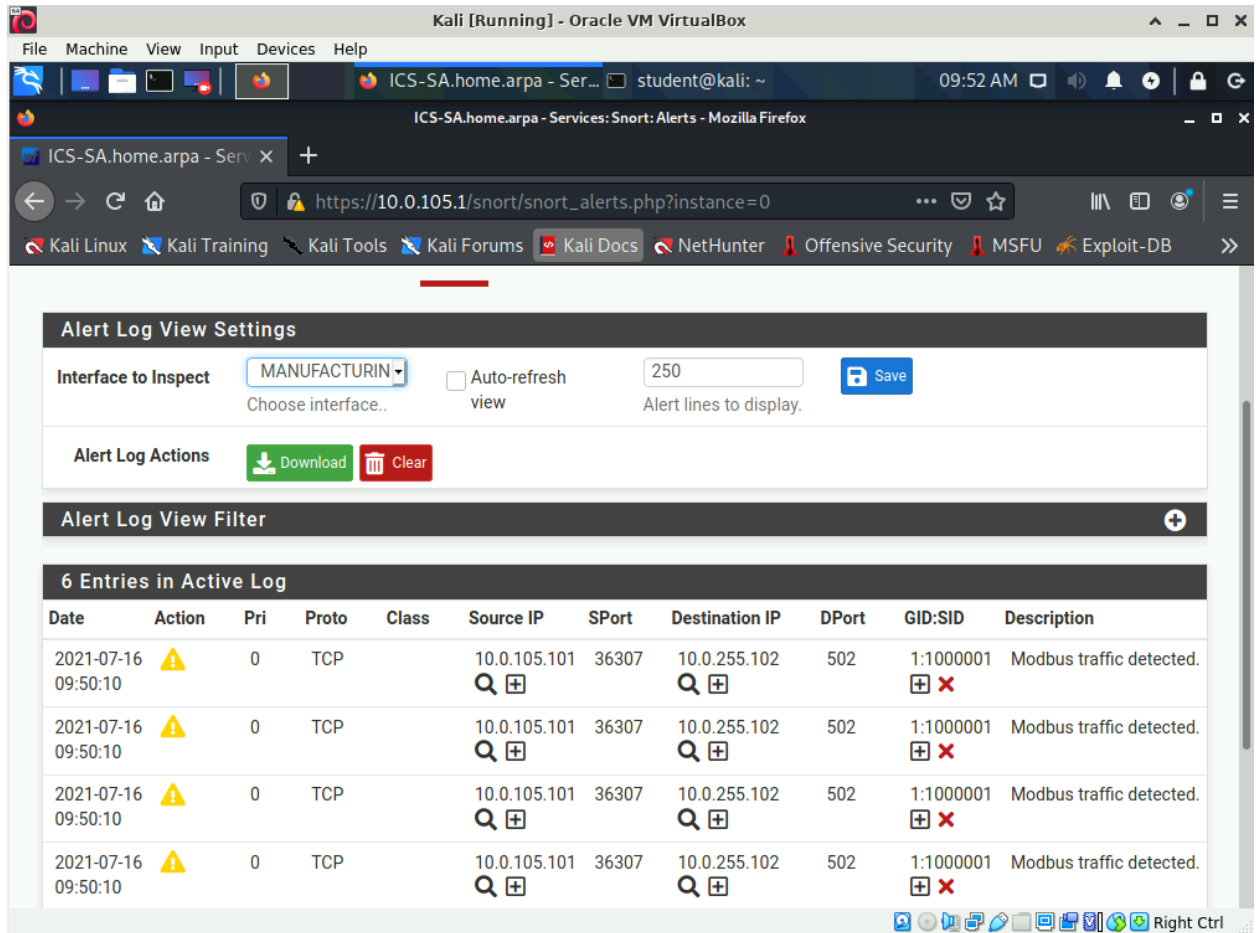 Kali [Running] - Oracle VM VirtualBox
File Machine View Input Devices Help
ICS-SA.home.arpa - Ser... student@kali: ~ 09:52 AM
ICS-SA.home.arpa - Services: Snort: Alerts - Mozilla Firefox
ICS-SA.home.arpa - Serv
https://10.0.105.1/snort/snort_alerts.php?instance=0
Kali Linux Kali Training Kali Tools Kali Forums Kali Docs NetHunter Offensive Security MSFU Exploit-DB
Alert Log View Settings
Interface to Inspect MANUFACTURIN Auto-refresh view 250 Save
Choose interface.. Alert lines to display.
Alert Log Actions Download Clear
Alert Log View Filter
6 Entries in Active Log
Date Action Pri Proto Class Source IP SPort Destination IP DPort GID:SID Description
2021-07-16 0 TCP 10.0.105.101 36307 10.0.255.102 502 1:1000001 Modbus traffic detected.
09:50:10
2021-07-16 0 TCP 10.0.105.101 36307 10.0.255.102 502 1:1000001 Modbus traffic detected.
09:50:10
2021-07-16 0 TCP 10.0.105.101 36307 10.0.255.102 502 1:1000001 Modbus traffic detected.
09:50:10
2021-07-16 0 TCP 10.0.105.101 36307 10.0.255.102 502 1:1000001 Modbus traffic detected.
09:50:10
Right Ctrl